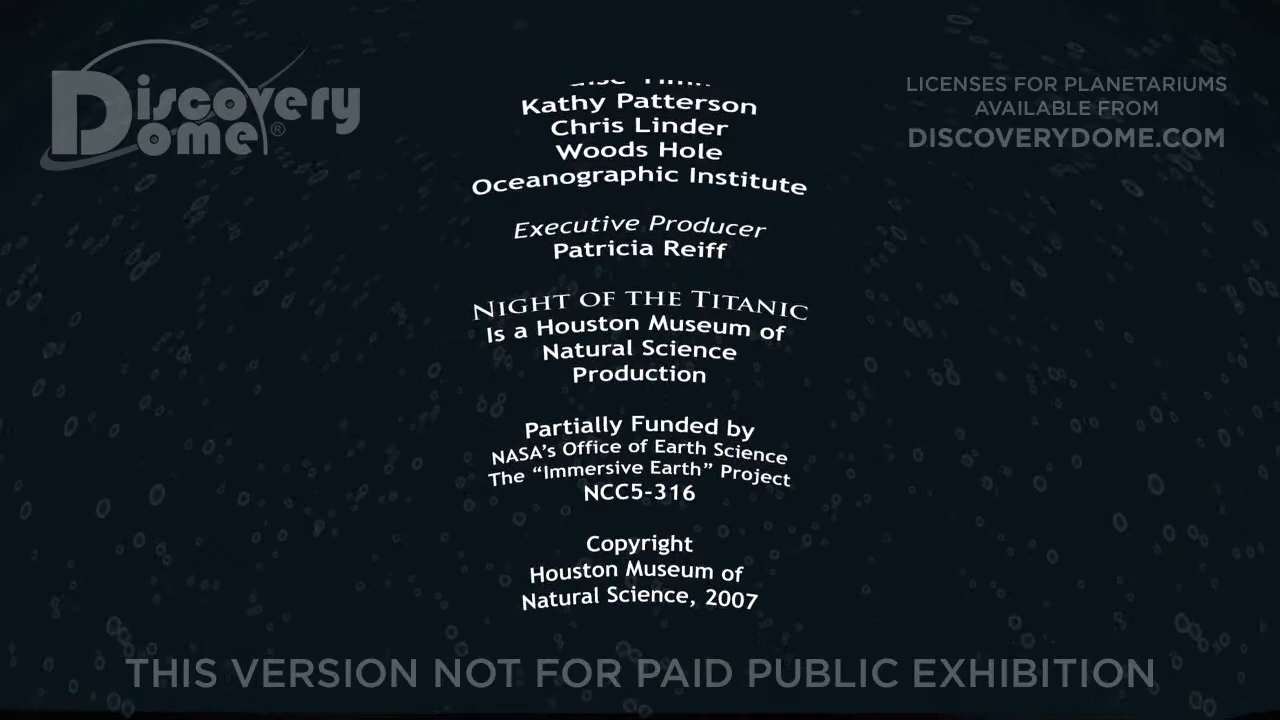 Discovery
Dome®
LICENSES FOR PLANETARIUMS
AVAILABLE FROM
DISCOVERYDOME.COM
Kathy Patterson
Chris Linder
Woods Hole
Oceanographic Institute
Executive Producer
Patricia Reiff
NIGHT OF THE TITANIC
Is a Houston Museum of
Natural Science
Production
Partially Funded by
NASA's Office of Earth Science
The “Immersive Earth” Project
NCC5-316
Copyright
Houston Museum of
Natural Science, 2007
THIS VERSION NOT FOR PAID PUBLIC EXHIBITION